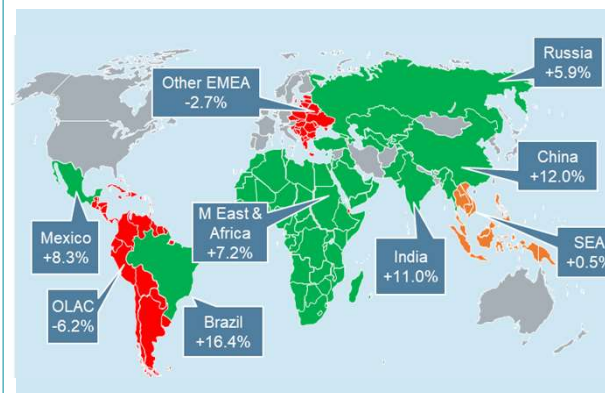 Russia
+5.9%
Other EMEA
-2.7%
China
+12.0%
M East &
Africa
+7.2%
Mexico
+8.3%
India
+11.0%
SEA
+0.5%
OLAC
-6.2%
Brazil
+16.4%